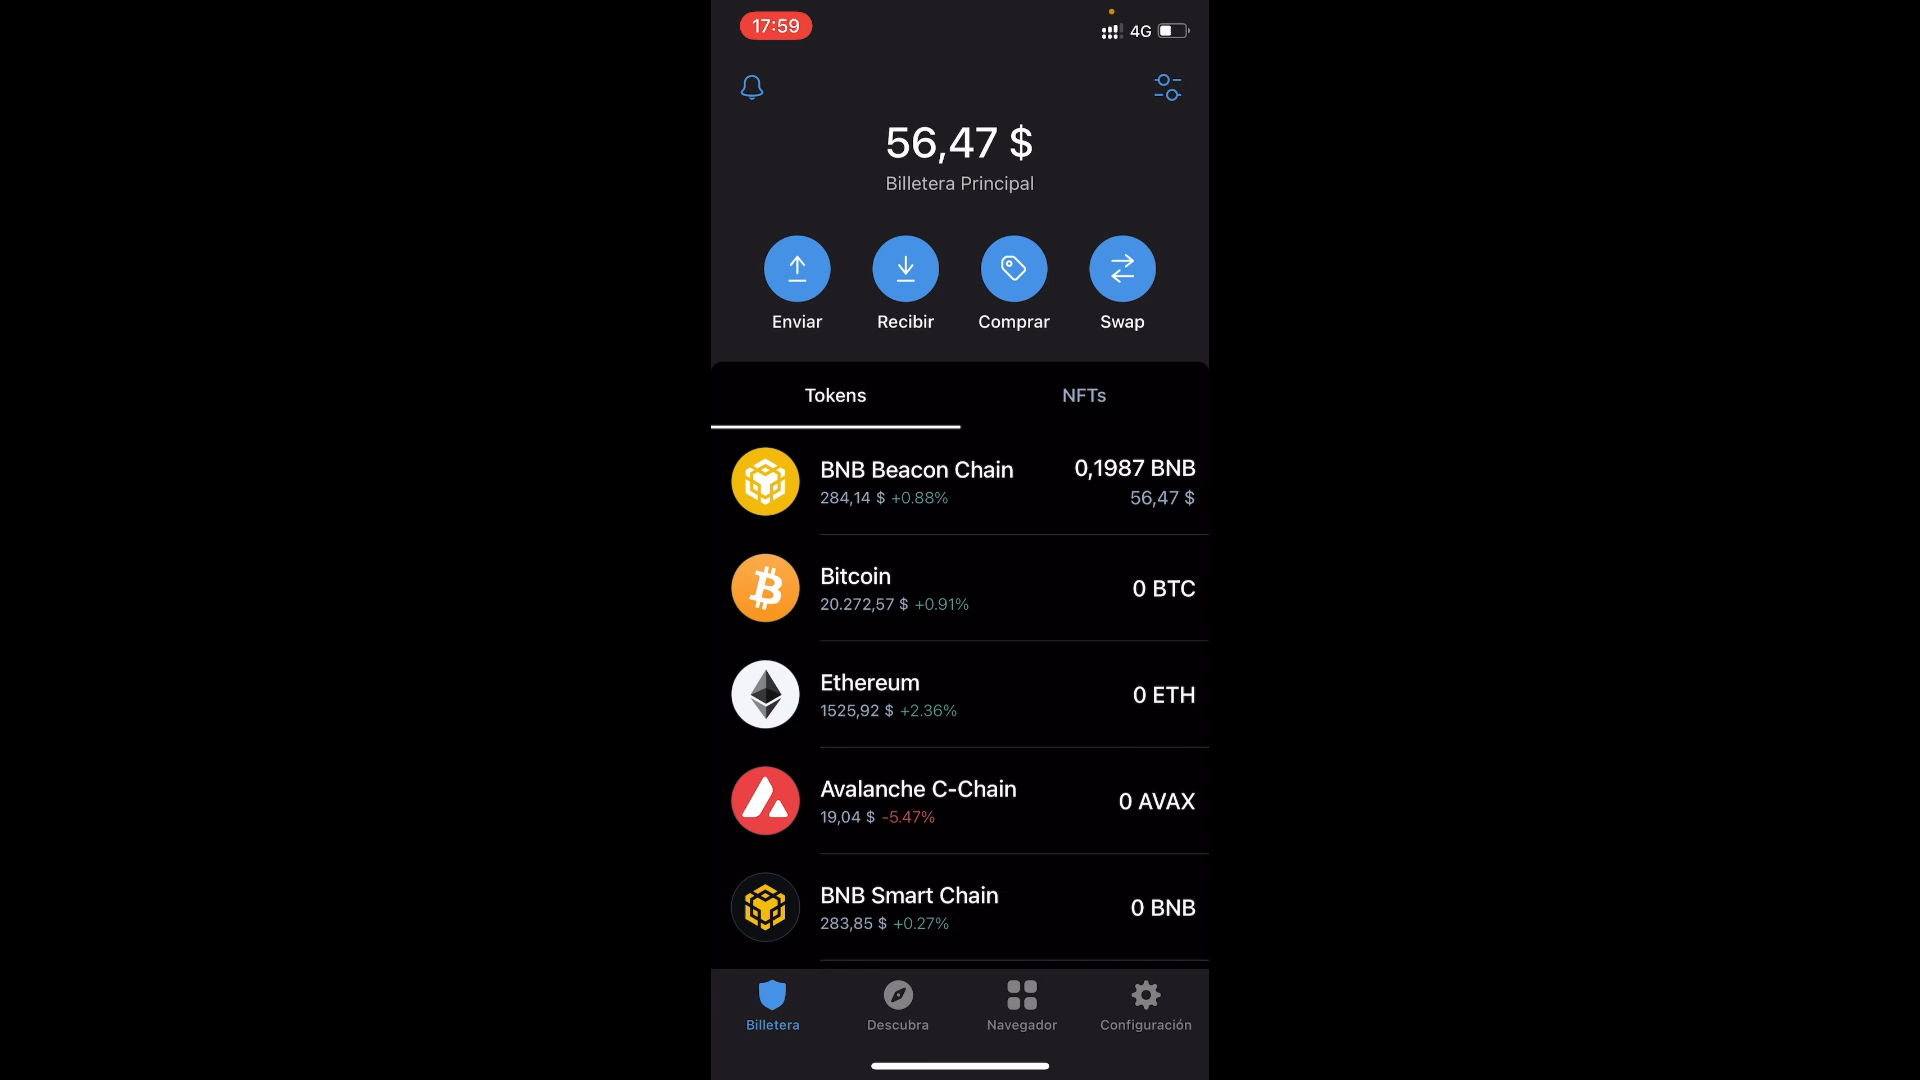 17:59
4G
56,47 $
Billetera Principal
Enviar
Recibir
Comprar
Swap
Tokens
NFTs
BNB Beacon Chain
0,1987 BNB
284,14 $ +0.88%
56,47 $
Bitcoin
20.272,57 $ +0.91%
0 BTC
Ethereum
1525,92 $ +2.36%
0 ETH
Avalanche C-Chain
19,04 $ -5.47%
0 AVAX
BNB Smart Chain
283,85 $ +0.27%
0 BNB
Billetera
Descubra
Navegador
Configuración